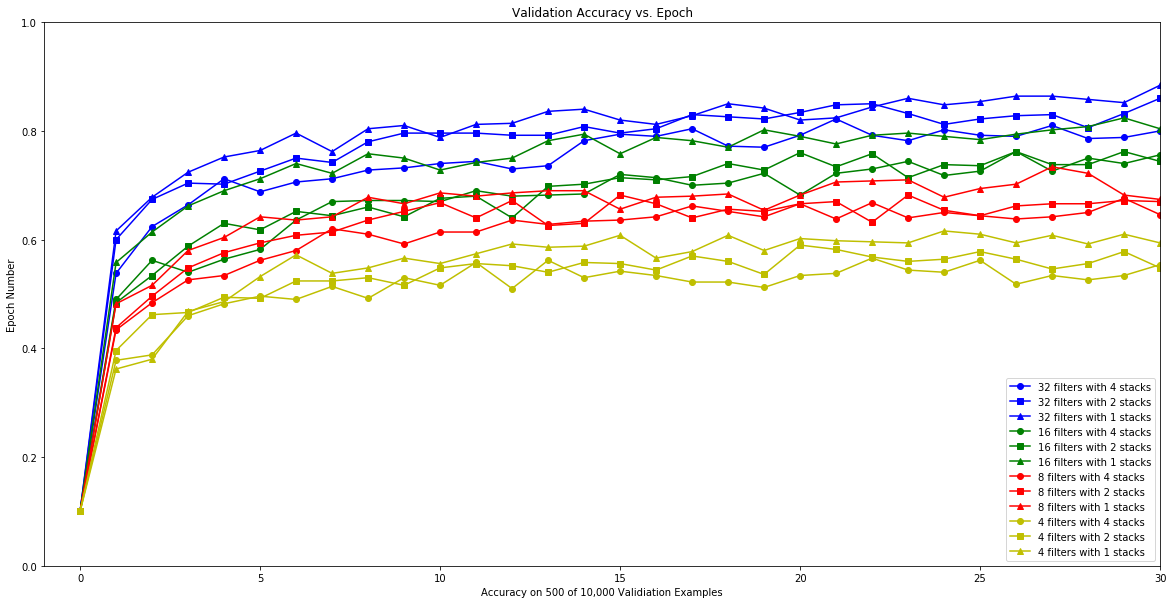 Validation Accuracy vs. Epoch
1.0
0.8
0.6
0.4
0.2
0.0
Epoch Number
0 5 10 15 20 25 30
Accuracy on 500 of 10,000 Validiation Examples
32 filters with 4 stacks
32 filters with 2 stacks
32 filters with 1 stacks
16 filters with 4 stacks
16 filters with 2 stacks
16 filters with 1 stacks
8 filters with 4 stacks
8 filters with 2 stacks
8 filters with 1 stacks
4 filters with 4 stacks
4 filters with 2 stacks
4 filters with 1 stacks